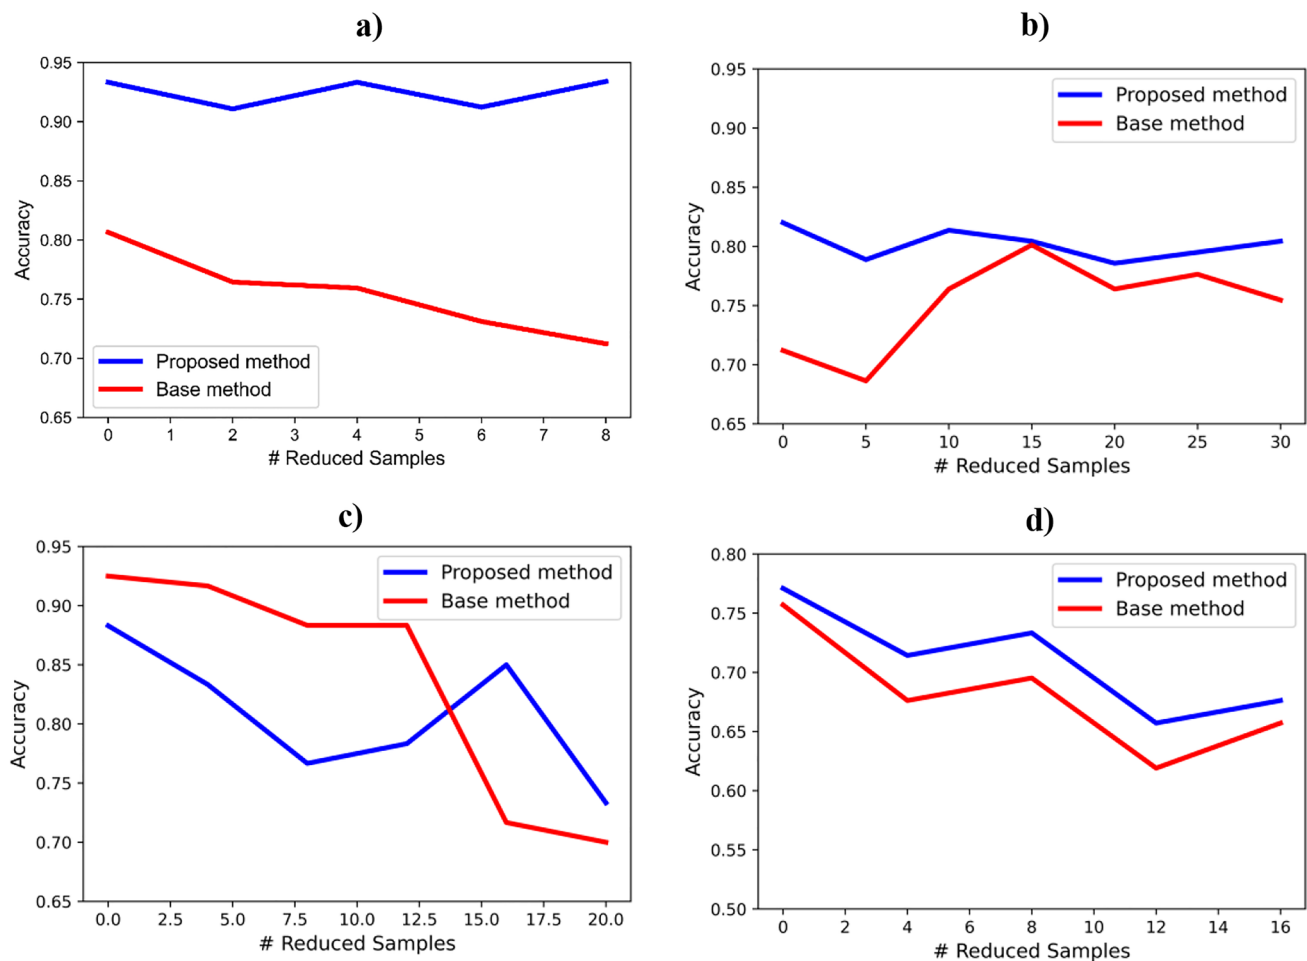 a)
0.95
0.90
0.85
0.80
0.75
0.70
0.65
Accuracy
Proposed method
Base method
0 1 2 3 4 5 6 7 8
# Reduced Samples
b)
0.95
0.90
0.85
0.80
0.75
0.70
0.65
Accuracy
Proposed method
Base method
0 5 10 15 20 25 30
# Reduced Samples
c)
0.95
0.90
0.85
0.80
0.75
0.70
0.65
Accuracy
Proposed method
Base method
0.0 2.5 5.0 7.5 10.0 12.5 15.0 17.5 20.0
# Reduced Samples
d)
0.80
0.75
0.70
0.65
0.60
0.55
0.50
Accuracy
Proposed method
Base method
0 2 4 6 8 10 12 14 16
# Reduced Samples